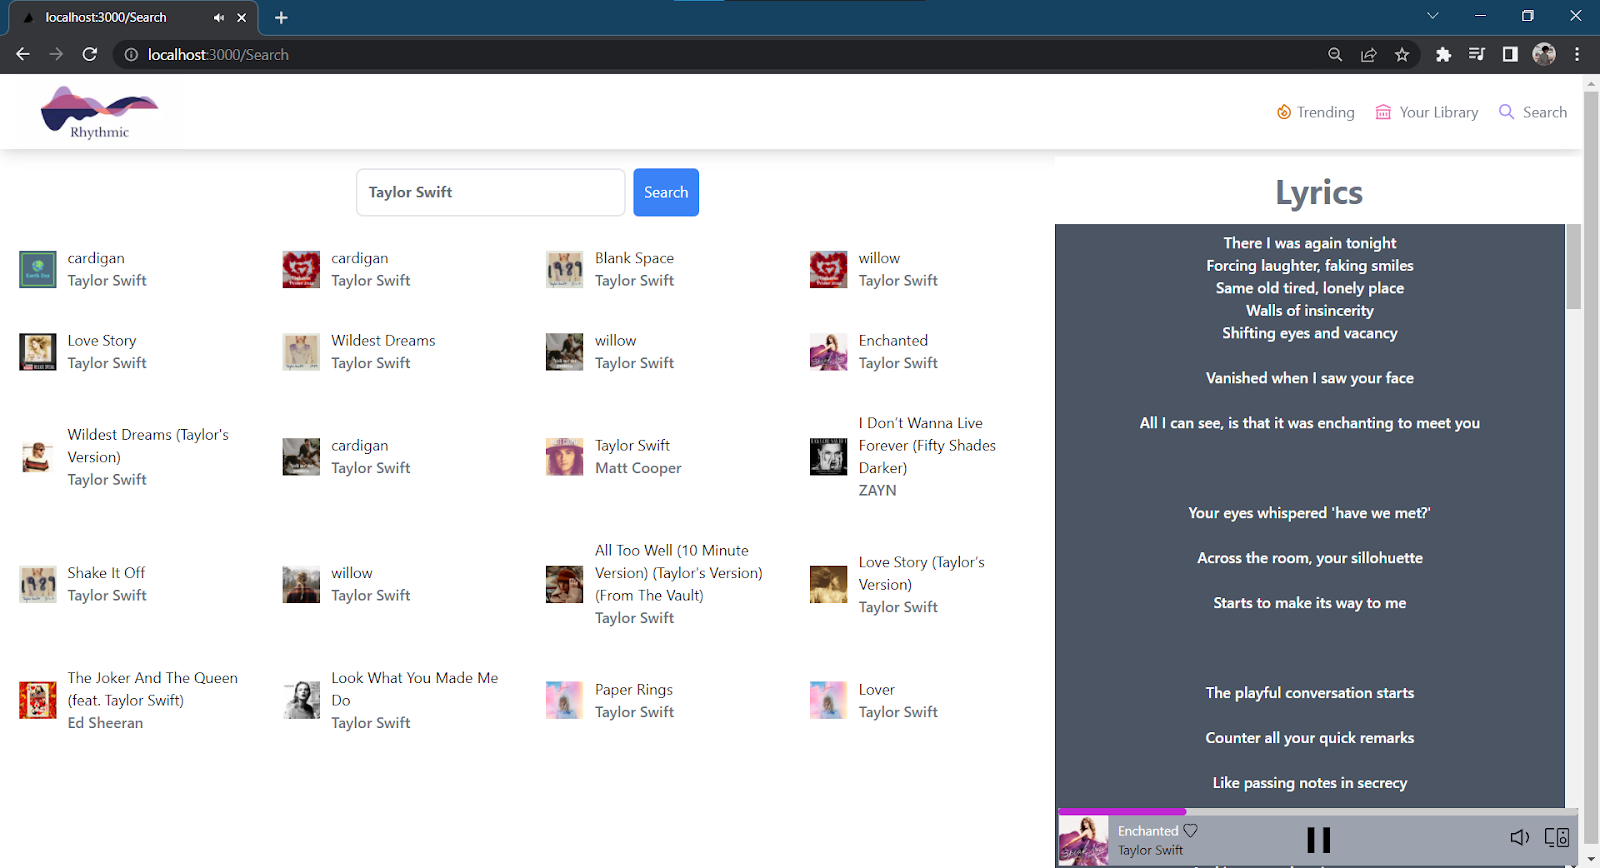 localhost:3000/Search
localhost:3000/Search
Rhythmic
Trending
Your Library
Search
Taylor Swift
Search
cardigan
Taylor Swift
cardigan
Taylor Swift
Blank Space
Taylor Swift
willow
Taylor Swift
Love Story
Taylor Swift
Wildest Dreams
Taylor Swift
willow
Taylor Swift
Enchanted
Taylor Swift
Wildest Dreams (Taylor's
Version)
Taylor Swift
cardigan
Taylor Swift
Taylor Swift
Matt Cooper
I Don’t Wanna Live
Forever (Fifty Shades
Darker)
ZAYN
Shake It Off
Taylor Swift
willow
Taylor Swift
All Too Well (10 Minute
Version) (Taylor's Version)
(From The Vault)
Taylor Swift
Love Story (Taylor’s
Version)
Taylor Swift
The Joker And The Queen
(feat. Taylor Swift)
Ed Sheeran
Look What You Made Me
Do
Taylor Swift
Paper Rings
Taylor Swift
Lover
Taylor Swift
Lyrics
There I was again tonight
Forcing laughter, faking smiles
Same old tired, lonely place
Walls of insincerity
Shifting eyes and vacancy
Vanished when I saw your face
All I can see, is that it was enchanting to meet you
Your eyes whispered 'have we met?'
Across the room, your sillohuette
Starts to make its way to me
The playful conversation starts
Counter all your quick remarks
Like passing notes in secrecy
Enchanted
Taylor Swift